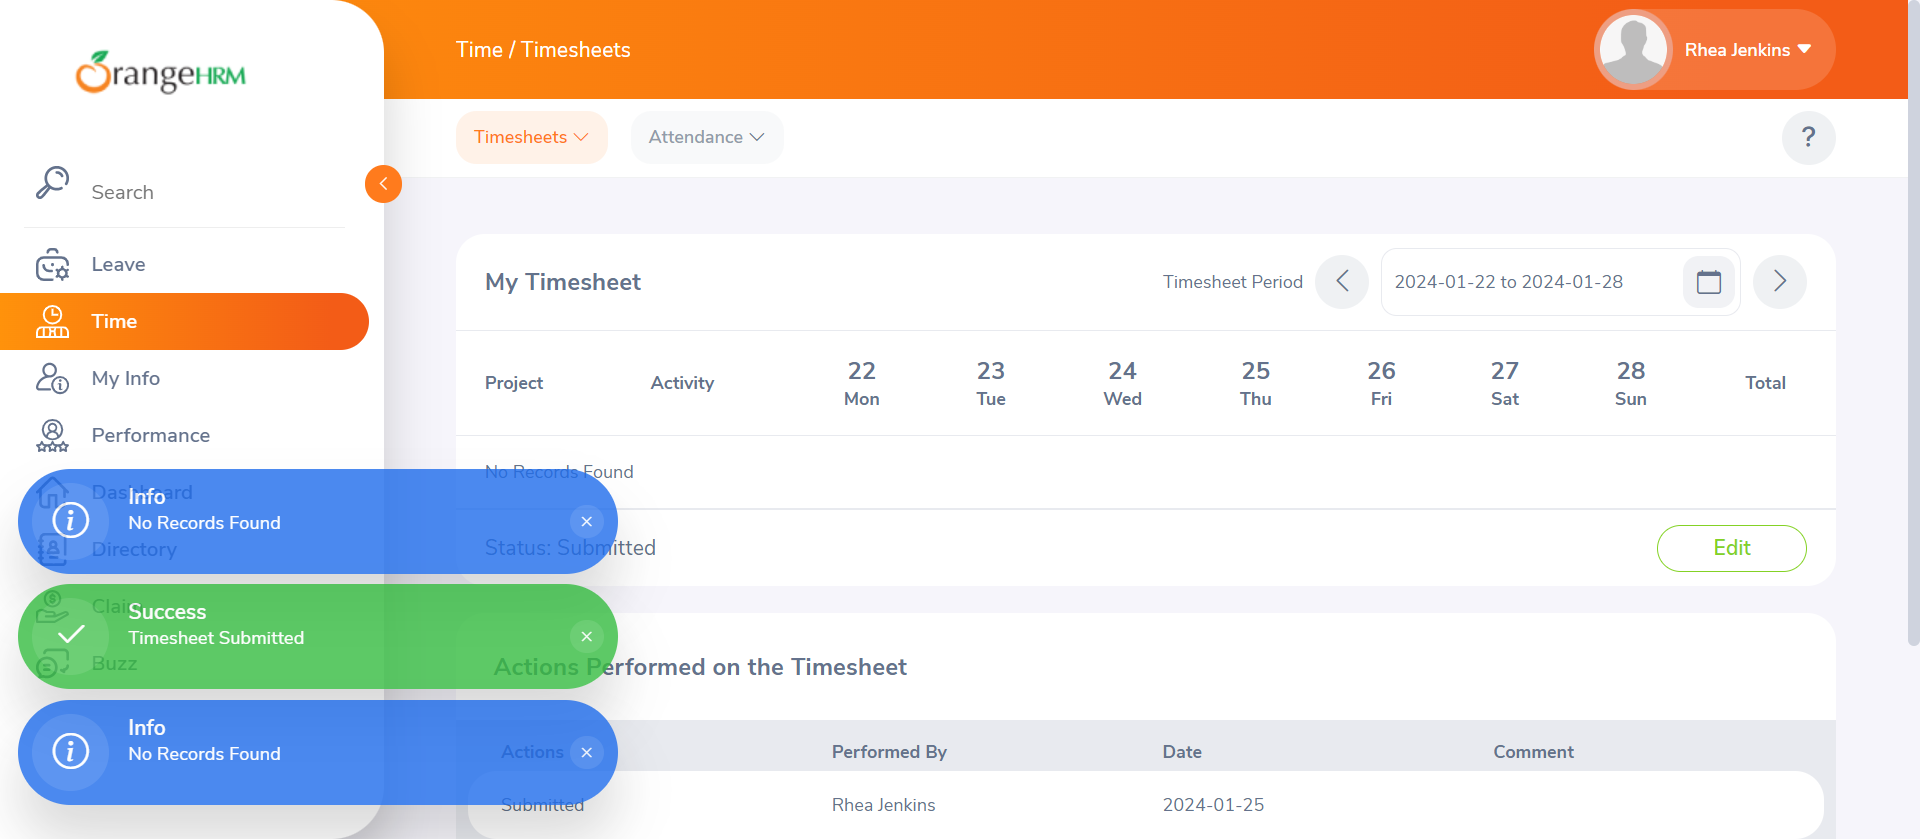 OrangeHRM
Time / Timesheets
Rhea Jenkins
Timesheets
Attendance
?
Search
Leave
Time
My Info
Performance
Dashboard
Directory
Claim
Buzz
My Timesheet
Timesheet Period
2024-01-22 to 2024-01-28
Project
Activity
22
Mon
23
Tue
24
Wed
25
Thu
26
Fri
27
Sat
28
Sun
Total
No Records Found
Status: Submitted
Edit
Info
No Records Found
Success
Timesheet Submitted
Info
No Records Found
Actions Performed on the Timesheet
Actions
Performed By
Date
Comment
Submitted
Rhea Jenkins
2024-01-25